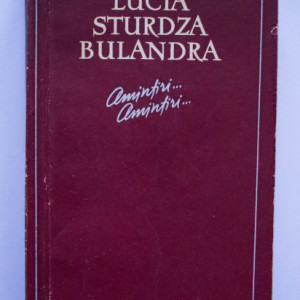 LUCIA
STURDZA
BULANDRA
Amintiri...
Amintiri...